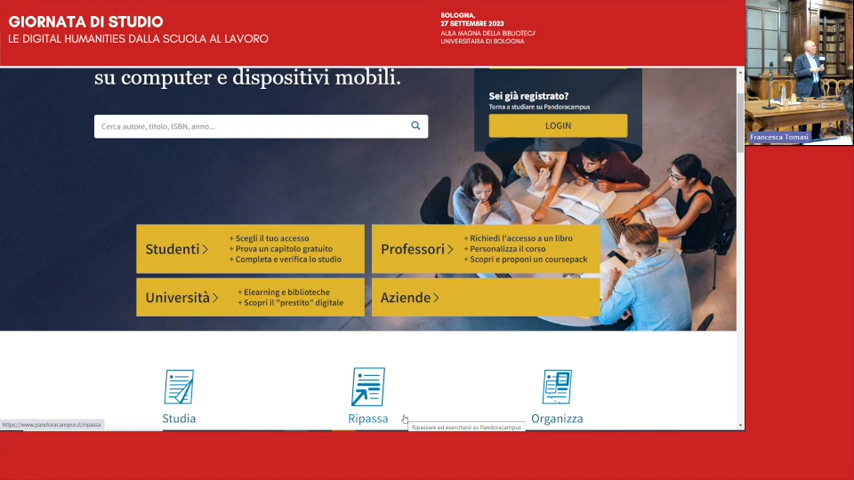 GIORNATA DI STUDIO
LE DIGITAL HUMANITIES DALLA SCUOLA AL LAVORO
BOLOGNA,
27 SETTEMBRE 2023
AULA MAGNA DELLA BIBLIOTECA
UNIVERSITARIA DI BOLOGNA
Francesca Tomasi
su computer e dispositivi mobili.
Cerca autore, titolo, ISBN, anno...
Sei già registrato?
Torna a studiare su Pandoracampus
LOGIN
Studenti
+ Scegli il tuo accesso
+ Prova un capitolo gratuito
+ Completa e verifica lo studio
Professori
+ Richiedi l'accesso a un libro
+ Personalizza il corso
+ Scopri e proponi un coursepack
Università
+ Elearning e biblioteche
+ Scopri il "prestito" digitale
Aziende
Studia
Ripassa
Organizza
https://www.pandoracampus.it/ripassa
Ripassare ed esercitarsi su Pandoracampus